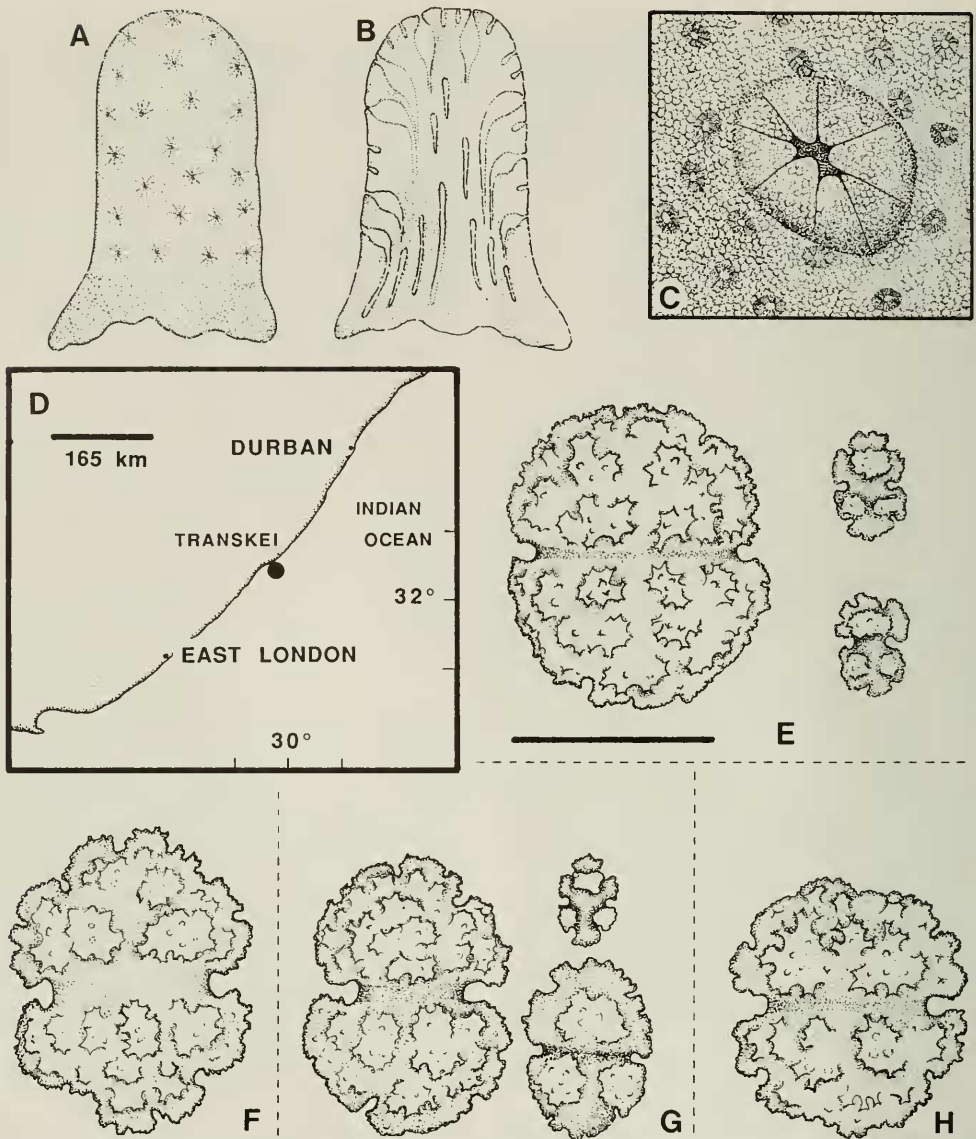 A
B
C
D
165 km
DURBAN
INDIAN
OCEAN
TRANSKEI
32°
EAST LONDON
30°
E
F
G
H